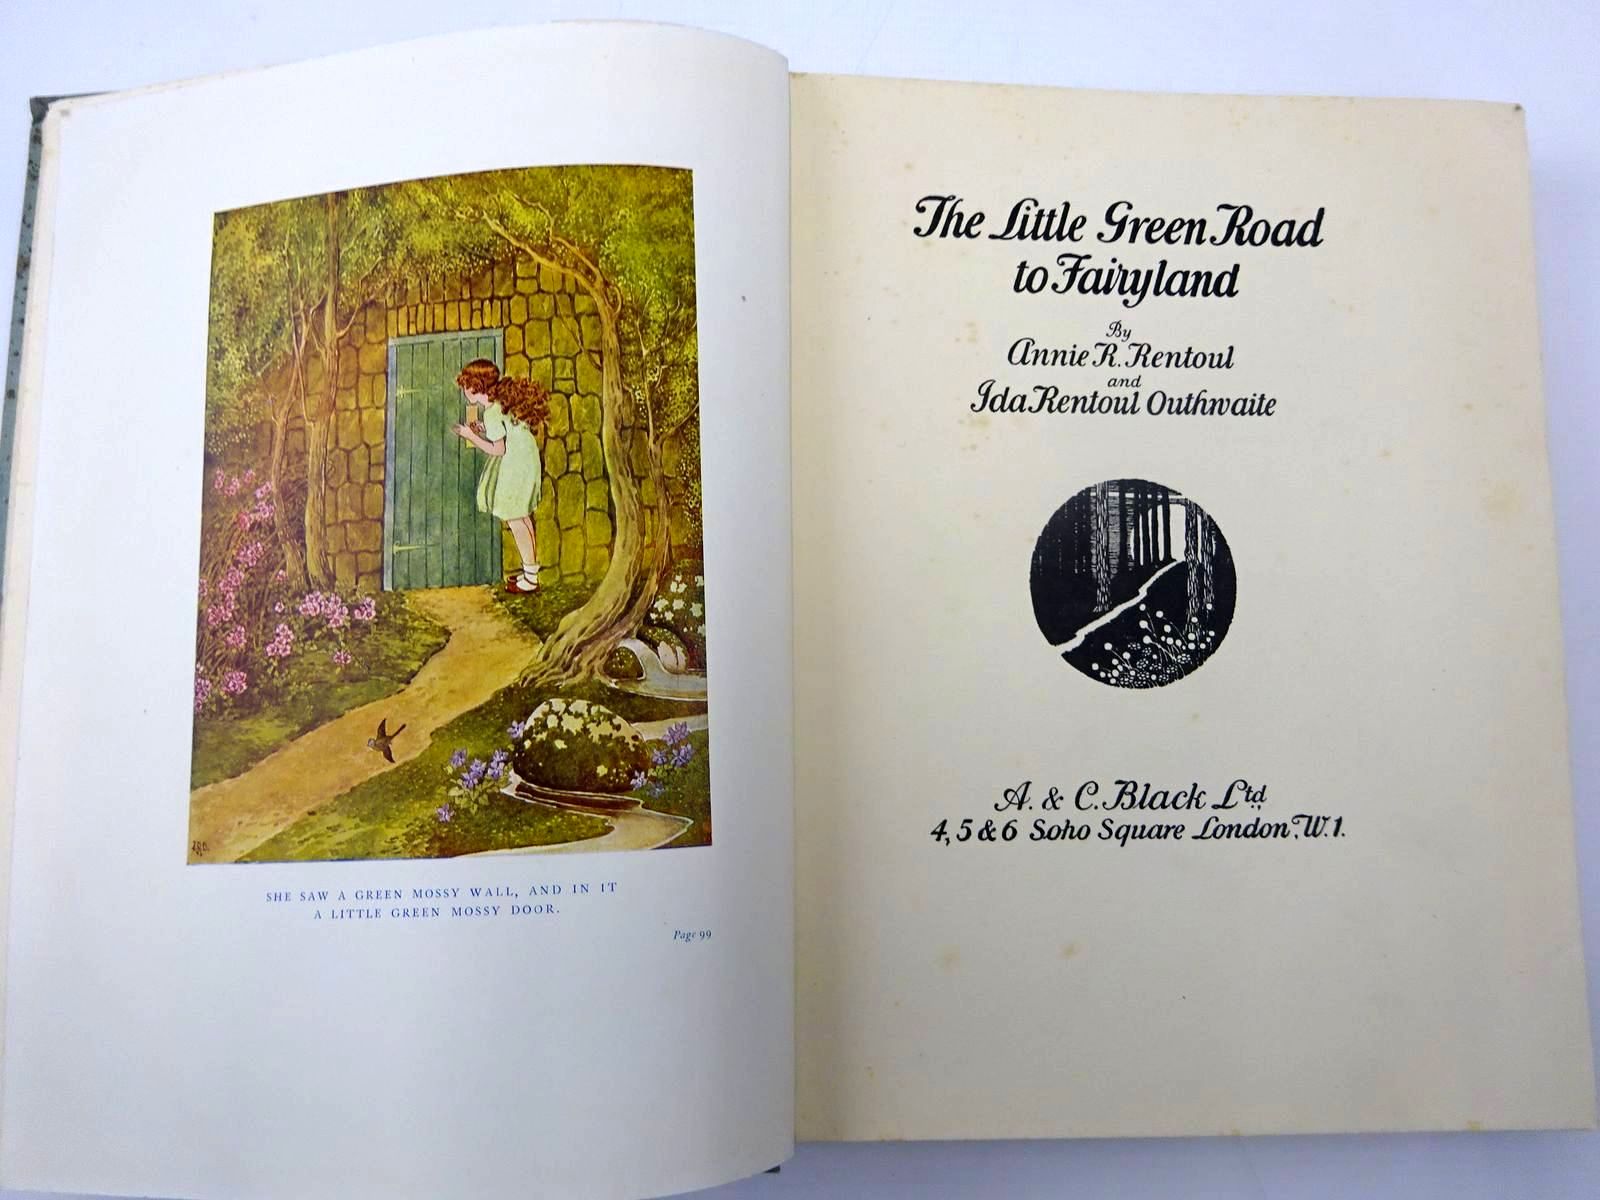 SHE SAW A GREEN MOSSY WALL, AND IN IT
A LITTLE GREEN MOSSY DOOR.
Page 99
The Little Green Road
to Fairyland
By
Annie R. Rentoul
and
Ida Rentoul Outhwaite
A. & C. Black Ltd.
4, 5 & 6 Soho Square London, W.1.